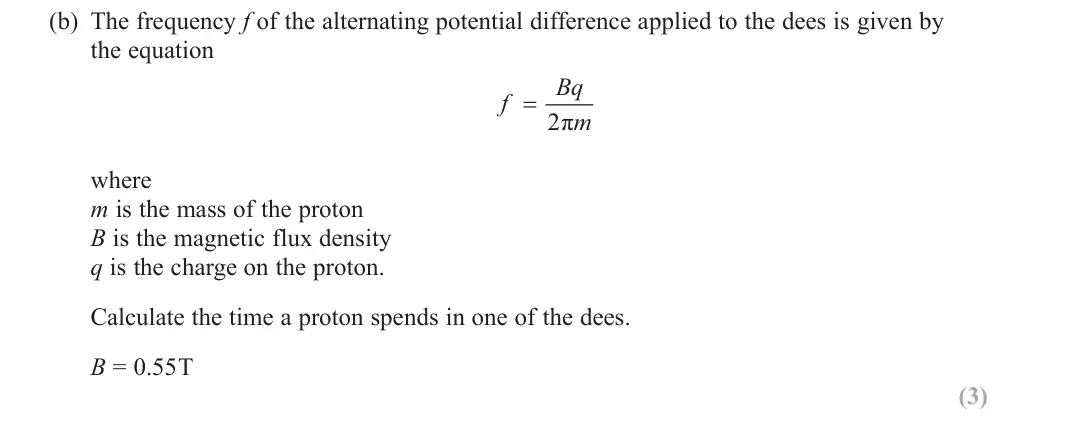 (b) The frequency f of the alternating potential difference applied to the dees is given by
the equation
f = Bq / 2πm
where
m is the mass of the proton
B is the magnetic flux density
q is the charge on the proton.
Calculate the time a proton spends in one of the dees.
B = 0.55T
(3)